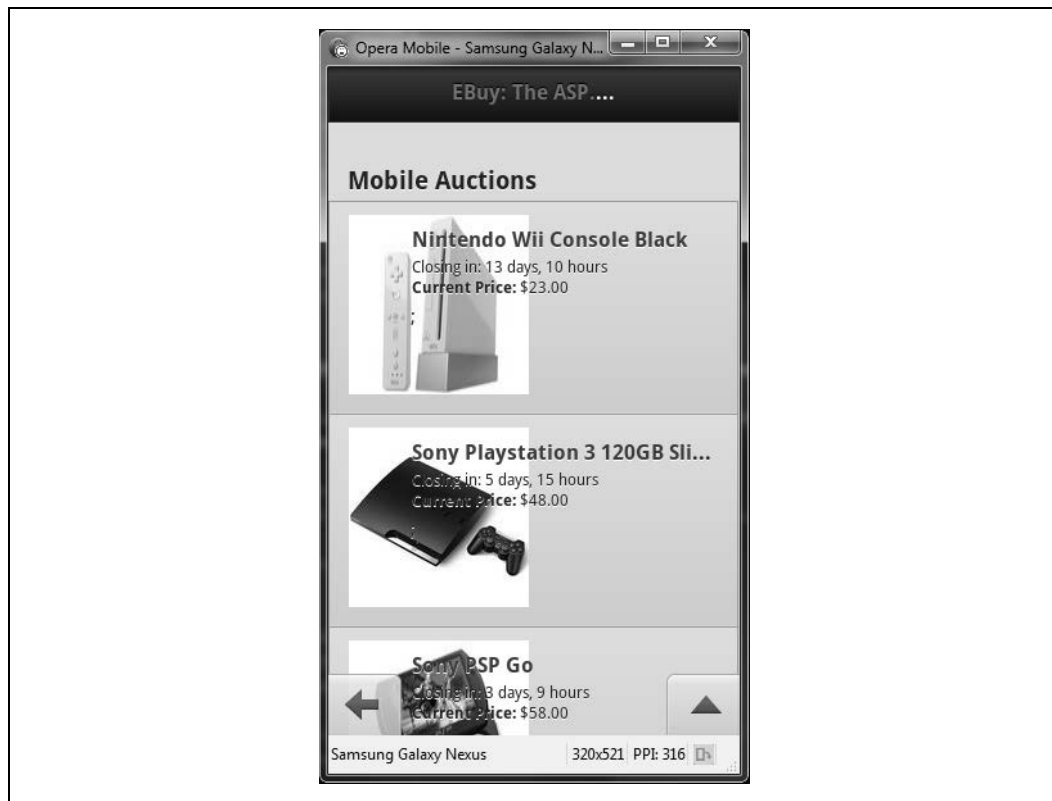 Opera Mobile - Samsung Galaxy N...
EBuy: The ASP....
Mobile Auctions
Nintendo Wii Console Black
Closing in: 13 days, 10 hours
Current Price: $23.00
;
Sony Playstation 3 120GB Sli...
Closing in: 5 days, 15 hours
Current Price: $48.00
;
Sony PSP Go
Closing in: 3 days, 9 hours
Current Price: $58.00
Samsung Galaxy Nexus 320x521 PPI: 316